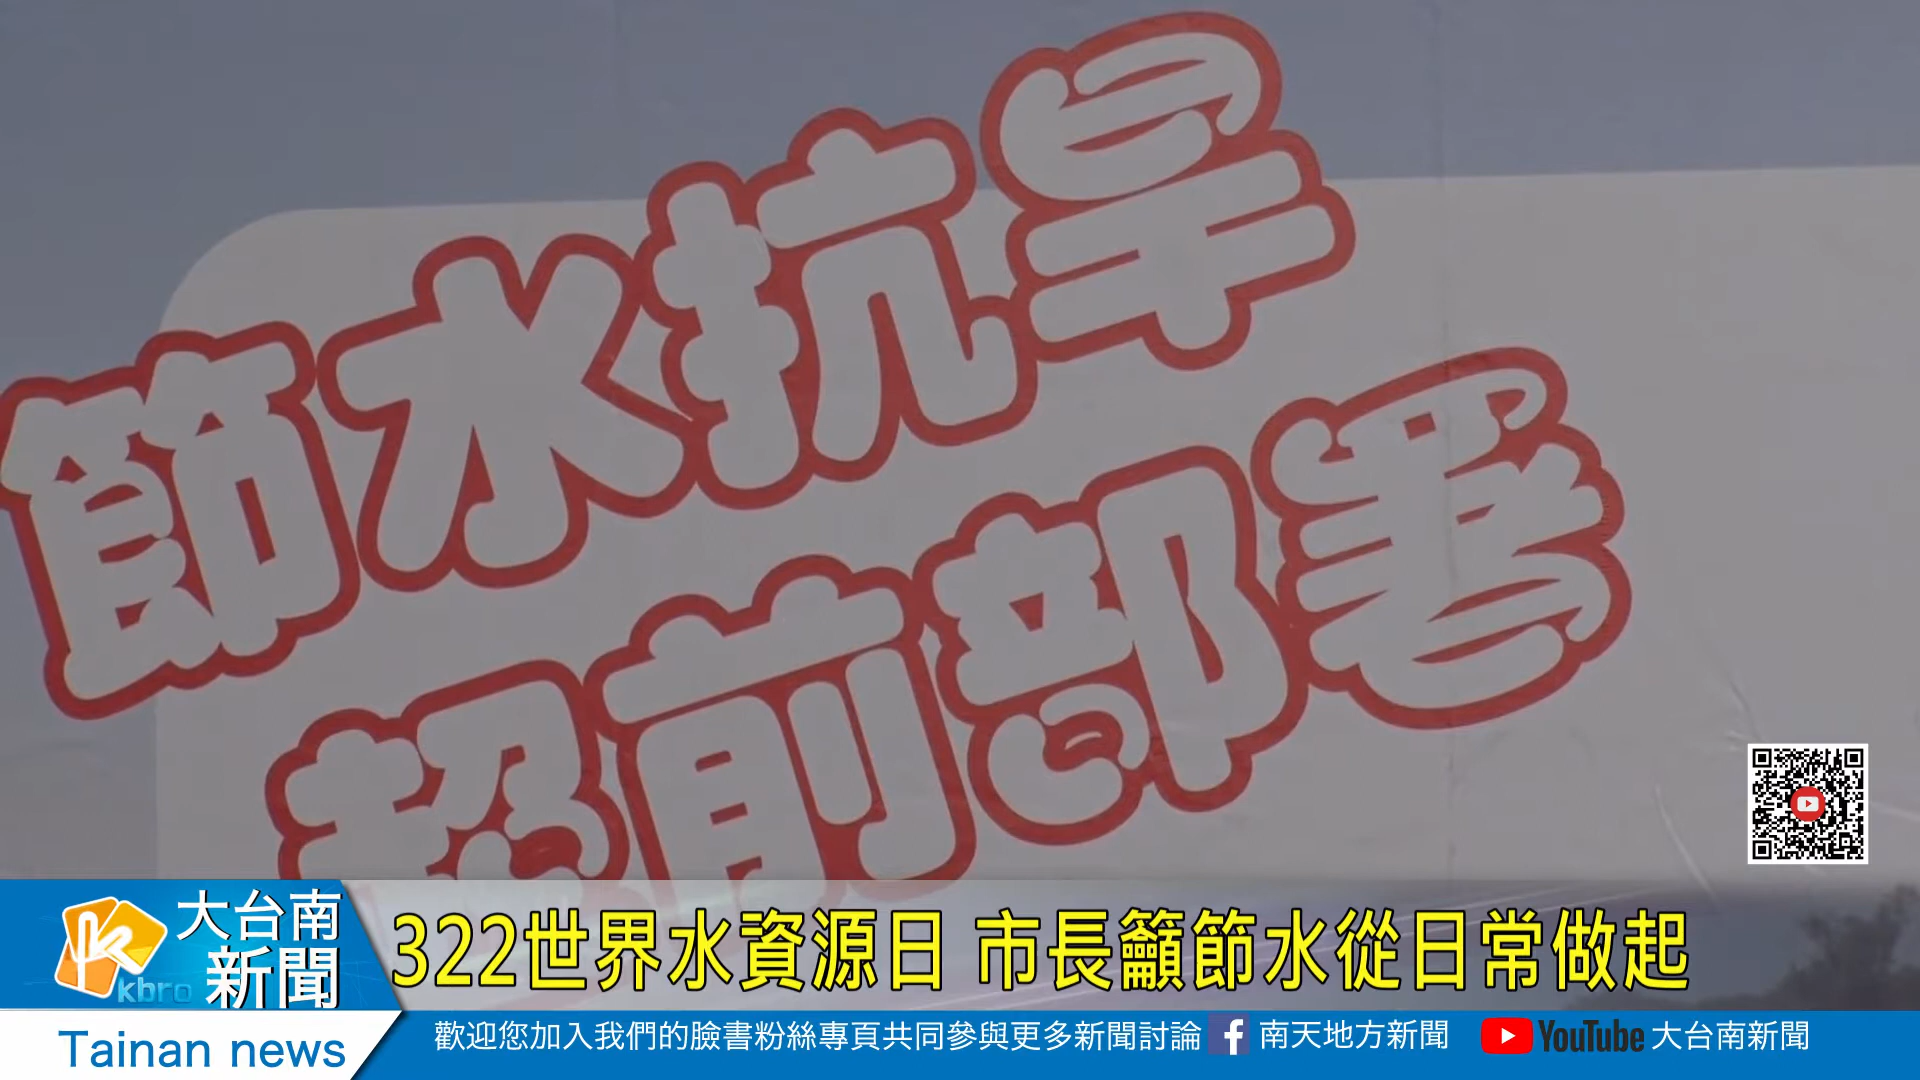 節水抗旱
超前部署
大台南
新聞
kbro
322世界水資源日 市長籲節水從日常做起
Tainan news
歡迎您加入我們的臉書粉絲專頁共同參與更多新聞討論 南天地方新聞 YouTube 大台南新聞